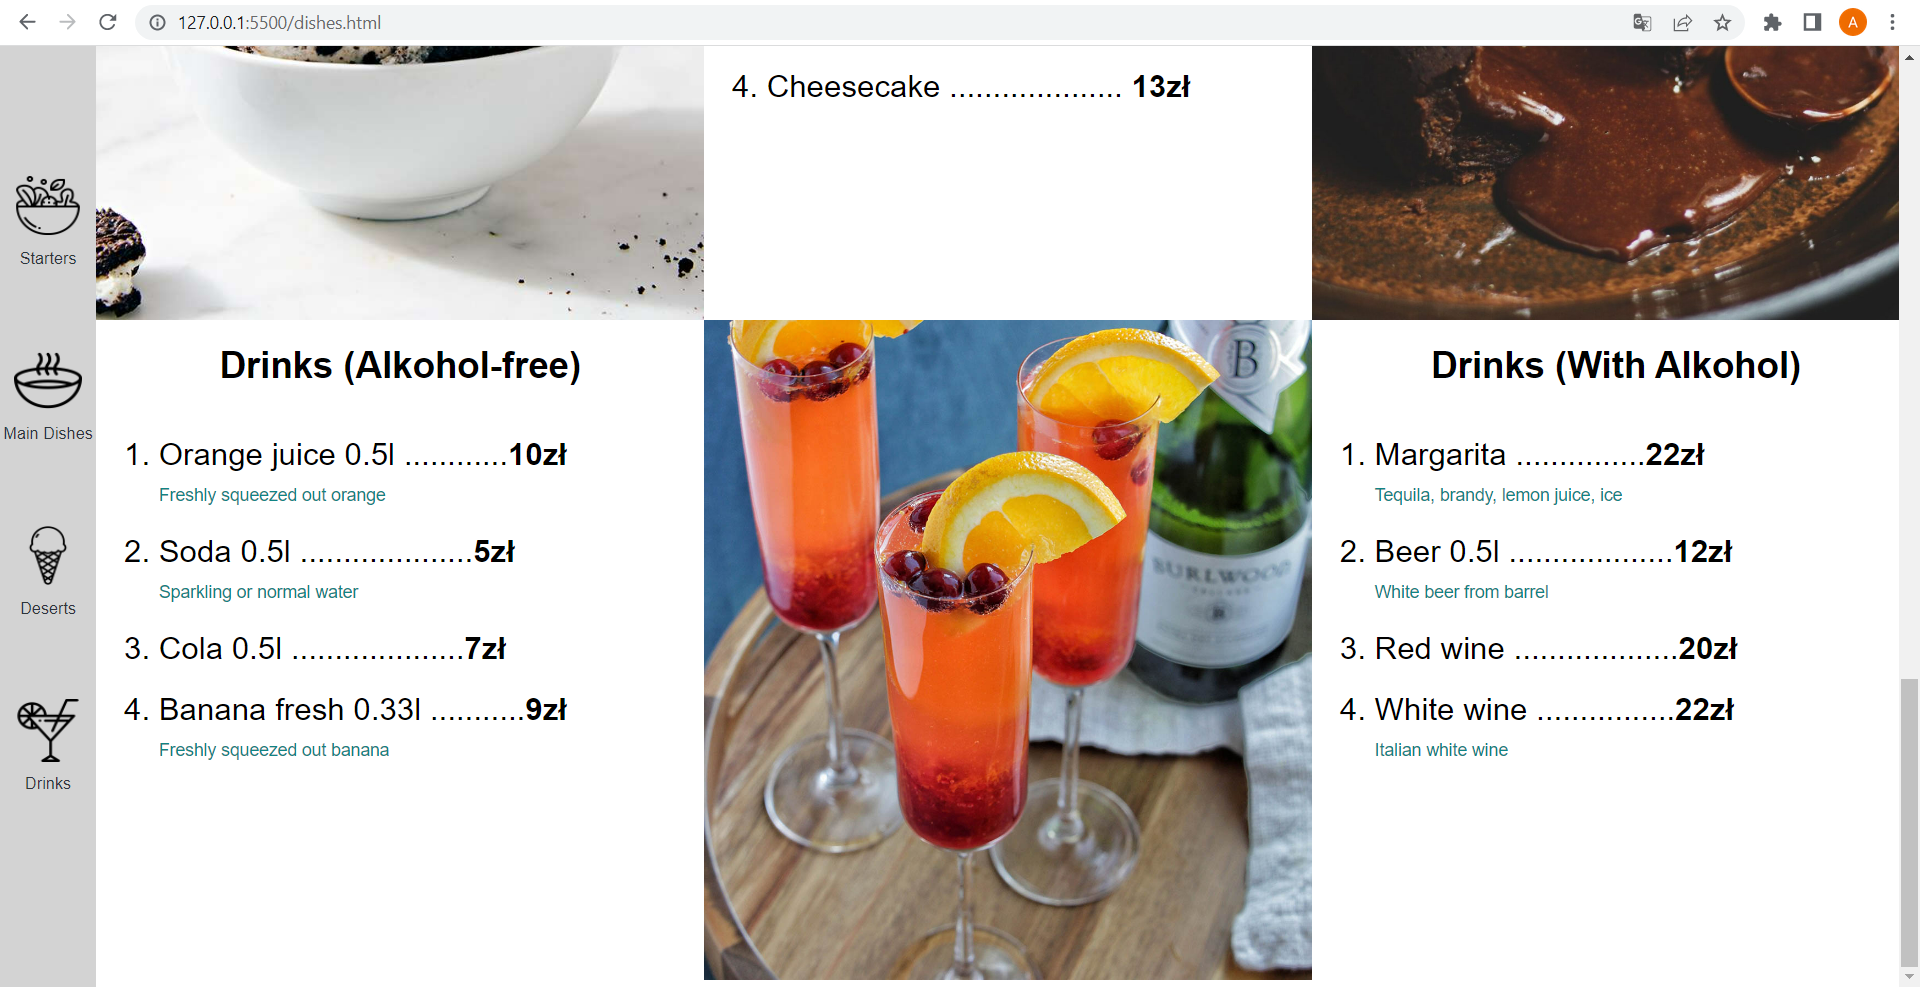 127.0.0.1:5500/dishes.html
A
Starters
Main Dishes
Deserts
Drinks
4. Cheesecake .................... 13zł
Drinks (Alkohol-free)
1. Orange juice 0.5l ............10zł
Freshly squeezed out orange
2. Soda 0.5l ....................5zł
Sparkling or normal water
3. Cola 0.5l ....................7zł
4. Banana fresh 0.33l ...........9zł
Freshly squeezed out banana
B
BURLWOOD
B
Drinks (With Alkohol)
1. Margarita ...............22zł
Tequila, brandy, lemon juice, ice
2. Beer 0.5l ...................12zł
White beer from barrel
3. Red wine ...................20zł
4. White wine ................22zł
Italian white wine